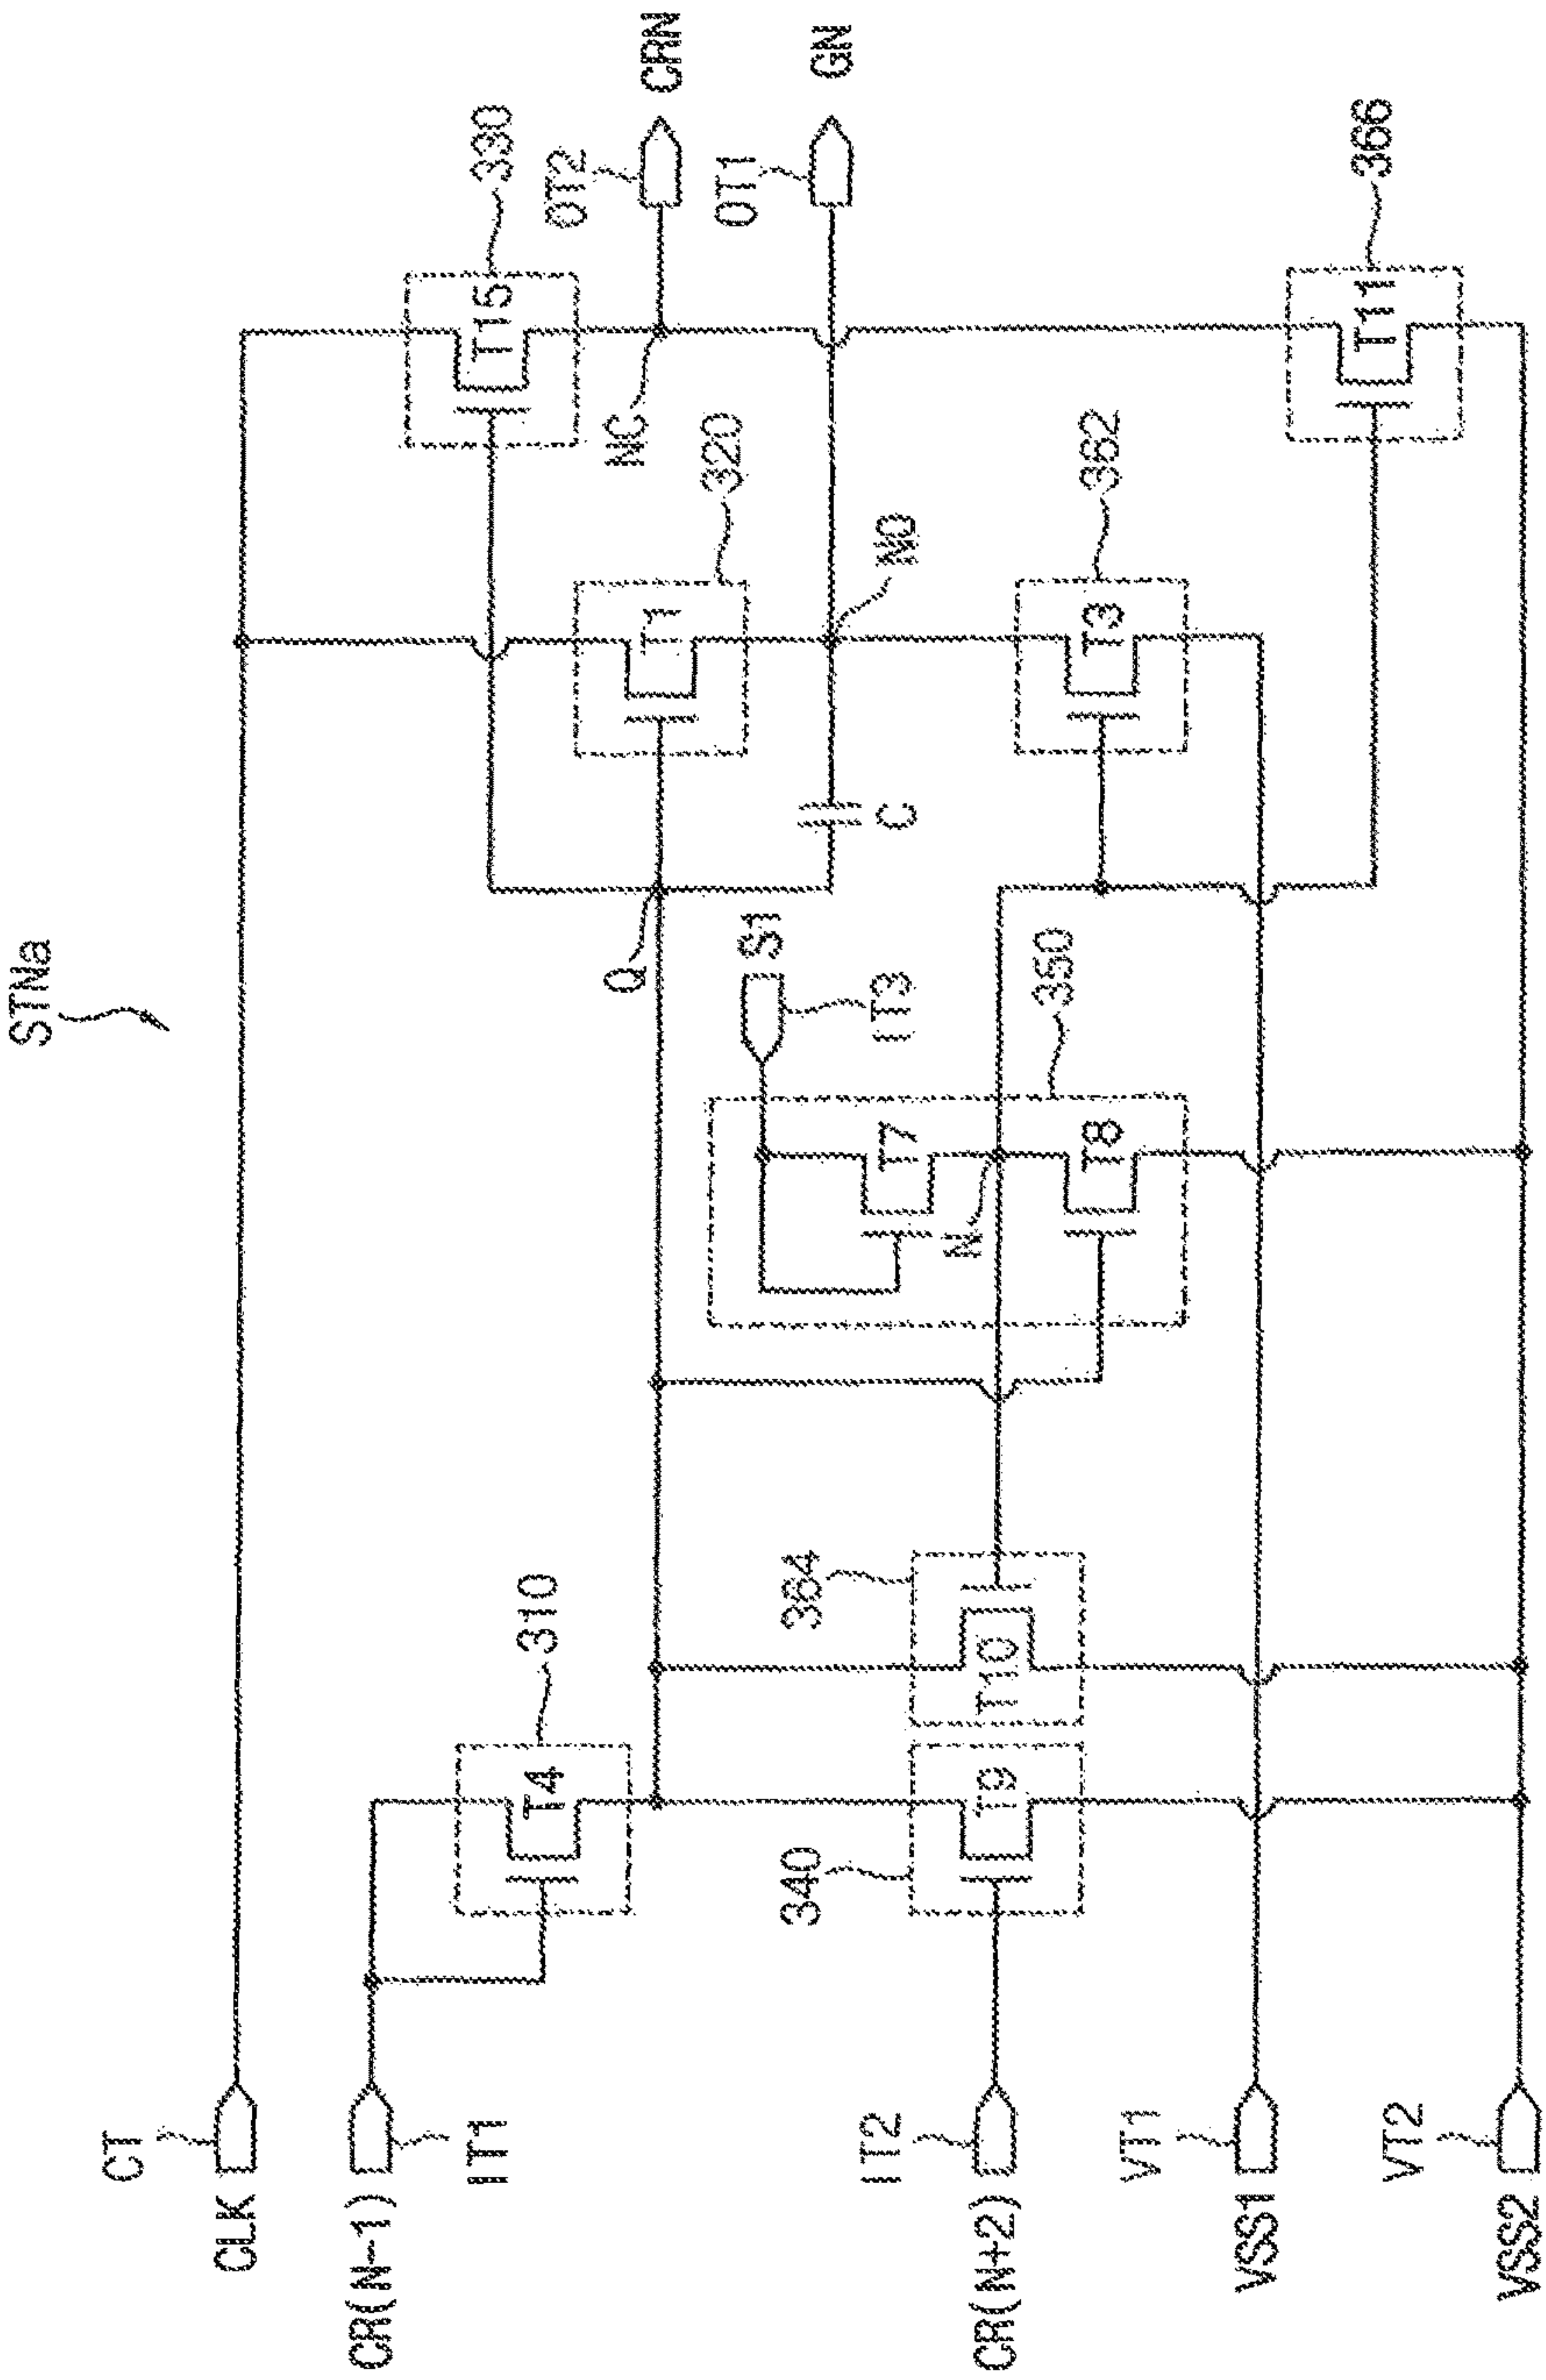 STNa
CT
CLK
CR(N-1)
IT1
310
T4
340
T9
IT2
CR(N+2)
VT1
VSS1
VT2
VSS2
364
T10
350
T7
N
T8
S1
IT3
Q
C
320
T1
NO
362
T3
330
T15
NC
OT2
CRN
OT1
GN
366
T11